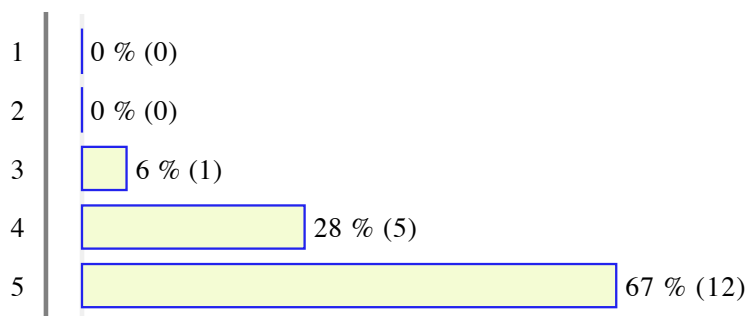 1 0 % (0)
2 0 % (0)
3 6 % (1)
4 28 % (5)
5 67 % (12)